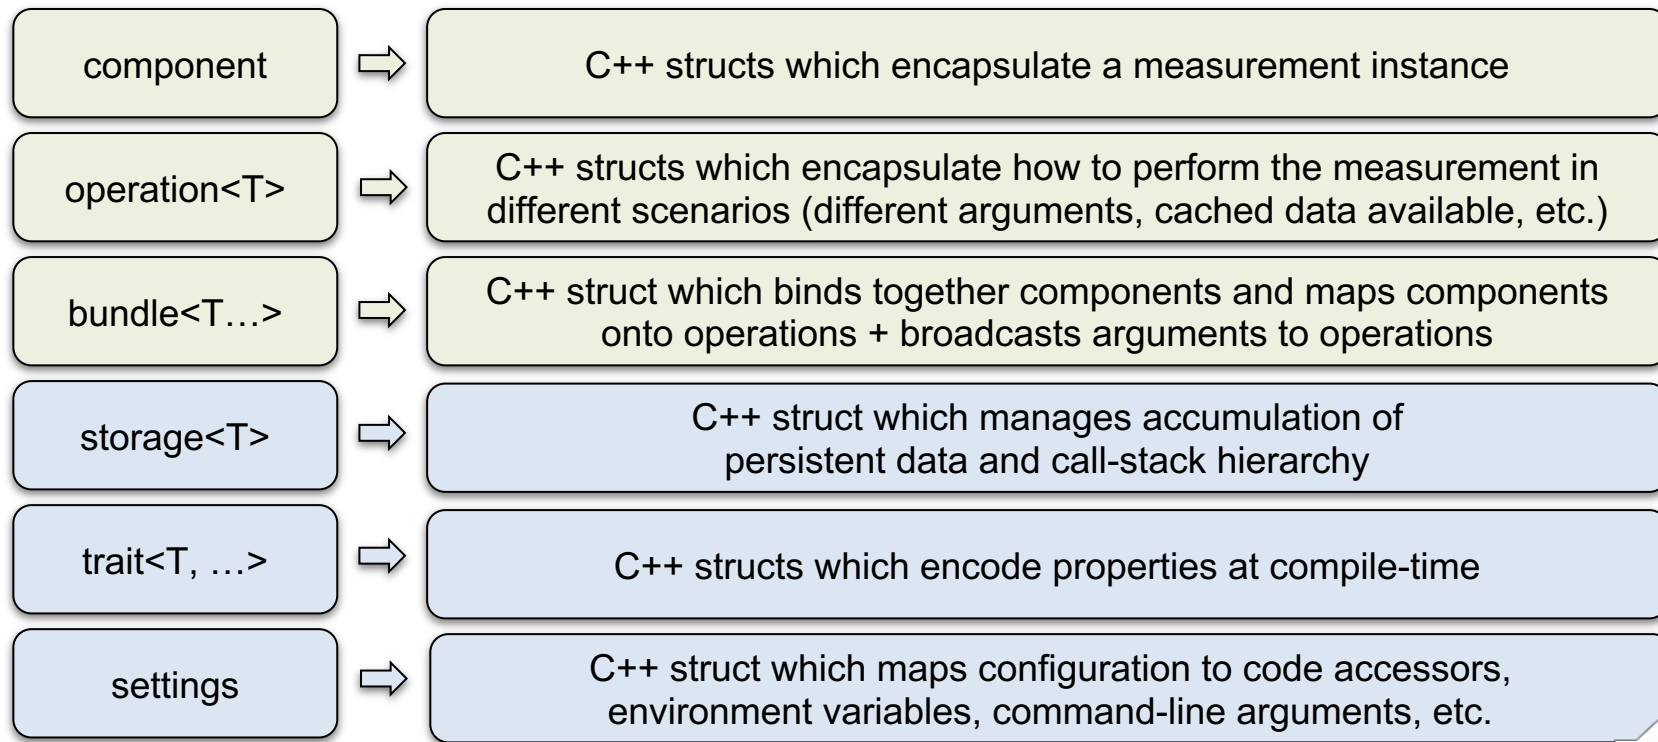 component
C++ structs which encapsulate a measurement instance
operation<T>
C++ structs which encapsulate how to perform the measurement in
different scenarios (different arguments, cached data available, etc.)
bundle<T…>
C++ struct which binds together components and maps components
onto operations + broadcasts arguments to operations
storage<T>
C++ struct which manages accumulation of
persistent data and call-stack hierarchy
trait<T, …>
C++ structs which encode properties at compile-time
settings
C++ struct which maps configuration to code accessors,
environment variables, command-line arguments, etc.